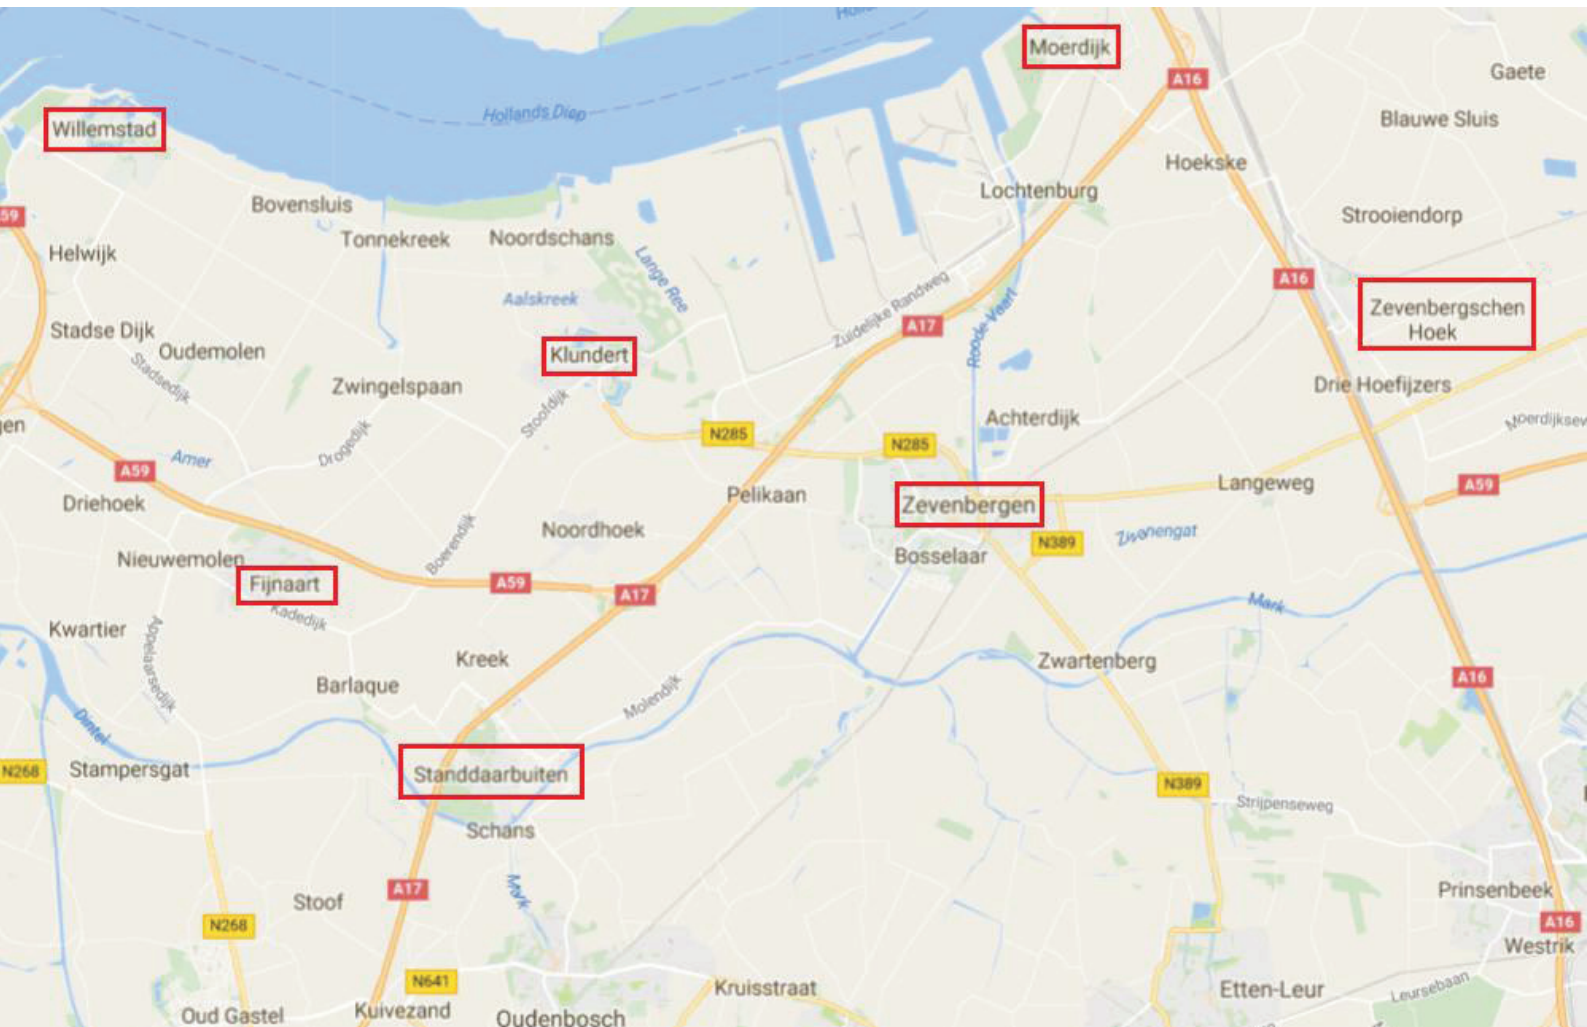 Moerdijk
A16
Gaete
Hollands Diep
Willemstad
Blauwe Sluis
Hoekske
Lochtenburg
Bovensluis
59
Strooiendorp
Tonnekreek
Noordschans
Helwijk
Lange Ree
A16
Aalskreek
Zuidelijke Randweg
Zevenbergschen
Hoek
A17
Roode Vaart
Stadse Dijk
Oudemolen
Klundert
Stadsedijk
Zwingelspaan
Drie Hoefijzers
Stoofdijk
Achterdijk
N285
N285
Drogedijk
Amer
A59
Langeweg
A59
Pelikaan
Driehoek
Zevenbergen
Noordhoek
Zwanengat
Boerendijk
N389
Nieuwemolen
Bosselaar
Fijnaart
A59
A17
Kadedijk
Mark
Kwartier
Appelaarsedijk
Kreek
Zwartenberg
Barlaque
A16
Molendijk
Dintel
N268
Stampersgat
Standdaarbuiten
N389
Strijpenseweg
Schans
A17
Mark
Prinsenbeek
Stoof
N268
A16
Westrik
N641
Kruisstraat
Etten-Leur
Leursebaan
Oud Gastel
Kuivezand
Oudenbosch